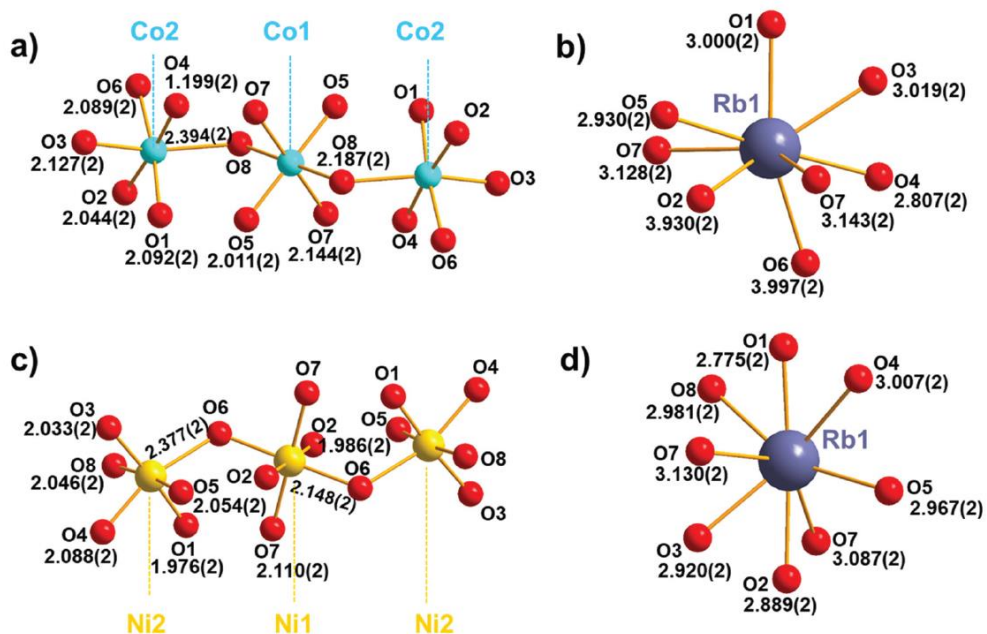 a)
Co2 Co1 Co2
O6
2.089(2)
O4
1.199(2)
O3
2.127(2)
2.394(2)
O2
2.044(2)
O1
2.092(2)
O8
O7
O5
O8
2.187(2)
O5
2.011(2)
O7
2.144(2)
O1
O2
O3
O4
O6
b)
O1
3.000(2)
O3
3.019(2)
Rb1
O5
2.930(2)
O7
3.128(2)
O2
3.930(2)
O7
3.143(2)
O4
2.807(2)
O6
3.997(2)
c)
O3
2.033(2)
2.377(2)
O6
O8
2.046(2)
O5
2.054(2)
O4
2.088(2)
O1
1.976(2)
O7
O2
1.986(2)
O2
2.148(2)
O6
O7
2.110(2)
O1
O4
O5
O8
O3
Ni2 Ni1 Ni2
d)
O1
2.775(2)
O4
3.007(2)
O8
2.981(2)
Rb1
O7
3.130(2)
O5
2.967(2)
O3
2.920(2)
O7
3.087(2)
O2
2.889(2)